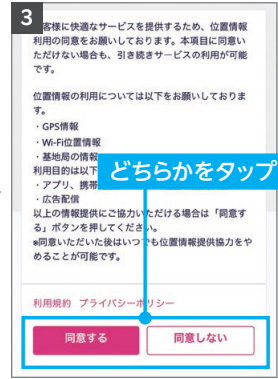 3
客様に快適なサービスを提供するため、位置情報
利用の同意をお願いしております。本項目に同意い
ただけない場合も、引き続きサービスの利用が可能
です。
位置情報の利用については以下をお願いしておりま
す。
・GPS情報
・Wi-Fi位置情報
・基地局の情報
利用目的は以下
どちらかをタップ
・アプリ、携帯
・広告配信
以上の情報提供にご協力いただける場合は「同意す
る」ボタンを押してください。
※同意いただいた後はいつでも位置情報提供協力をや
めることが可能です。
利用規約 プライバシーポリシー
同意する
同意しない